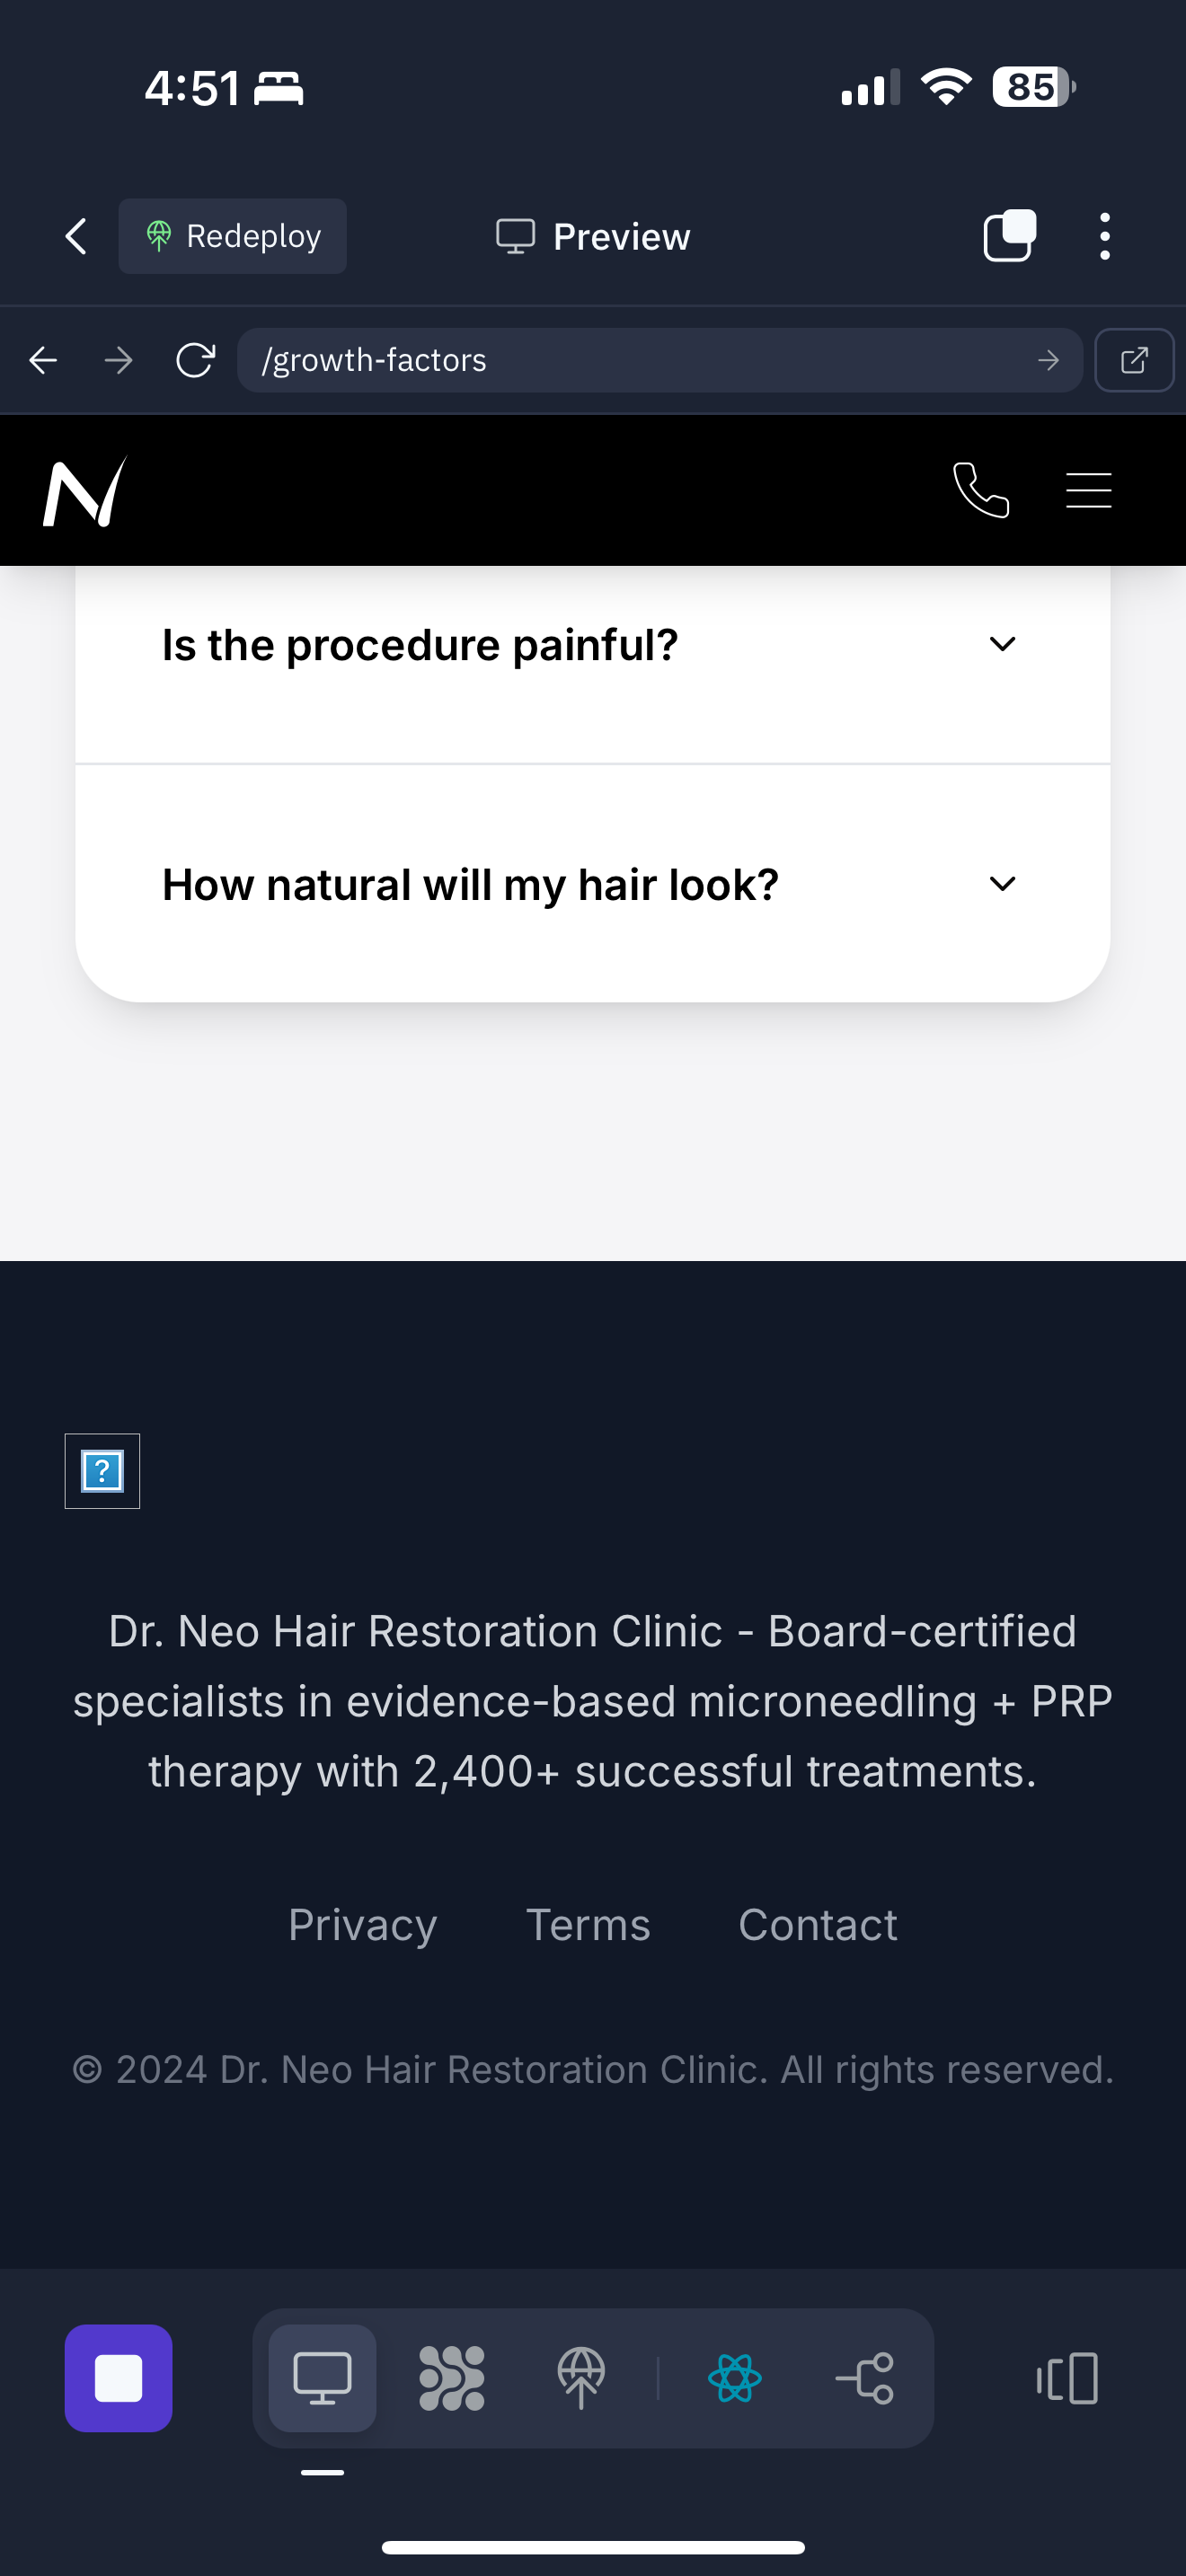 4:51
85
Redeploy
Preview
/growth-factors
N
Is the procedure painful?
How natural will my hair look?
?
Dr. Neo Hair Restoration Clinic - Board-certified
specialists in evidence-based microneedling + PRP
therapy with 2,400+ successful treatments.
Privacy Terms Contact
© 2024 Dr. Neo Hair Restoration Clinic. All rights reserved.